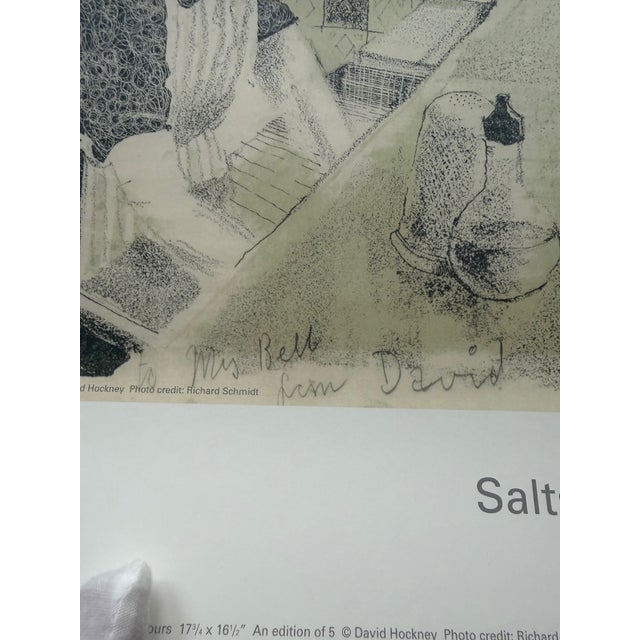 to Mrs Bell
from David
d Hockney Photo credit: Richard Schmidt
Salts
ours 17¾ x 16½" An edition of 5 © David Hockney Photo credit: Richard